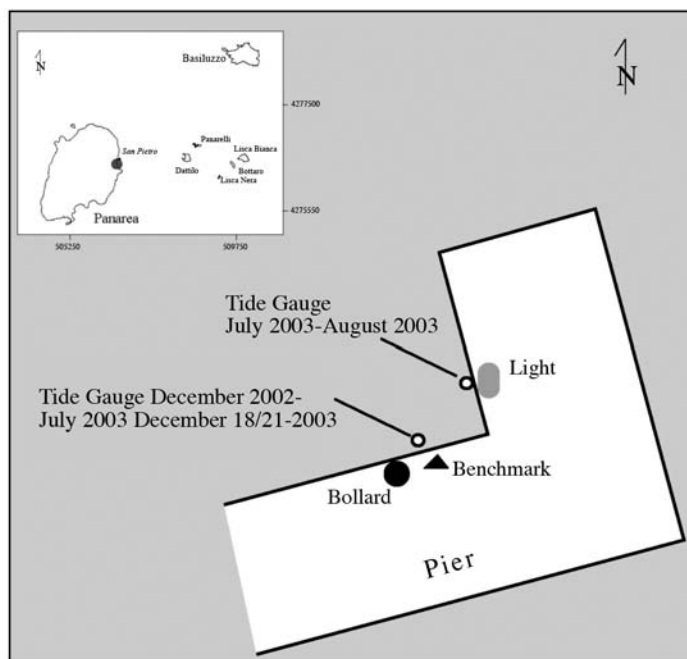 Basiluzzo
N
N
4277500
San Pietro
Panarelli
Lisca Bianca
Dattilo
Bottaro
Lisca Nera
Panarea
4275550
505250
509750
Tide Gauge
July 2003-August 2003
Light
Tide Gauge December 2002-
July 2003 December 18/21-2003
Benchmark
Bollard
Pier